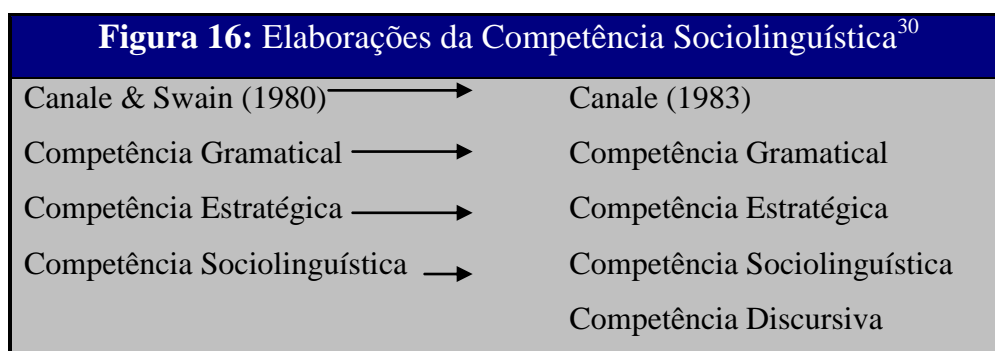 Figura 16: Elaborações da Competência Sociolinguística³⁰
Canale & Swain (1980) Canale (1983)
Competência Gramatical Competência Gramatical
Competência Estratégica Competência Estratégica
Competência Sociolinguística Competência Sociolinguística
Competência Discursiva